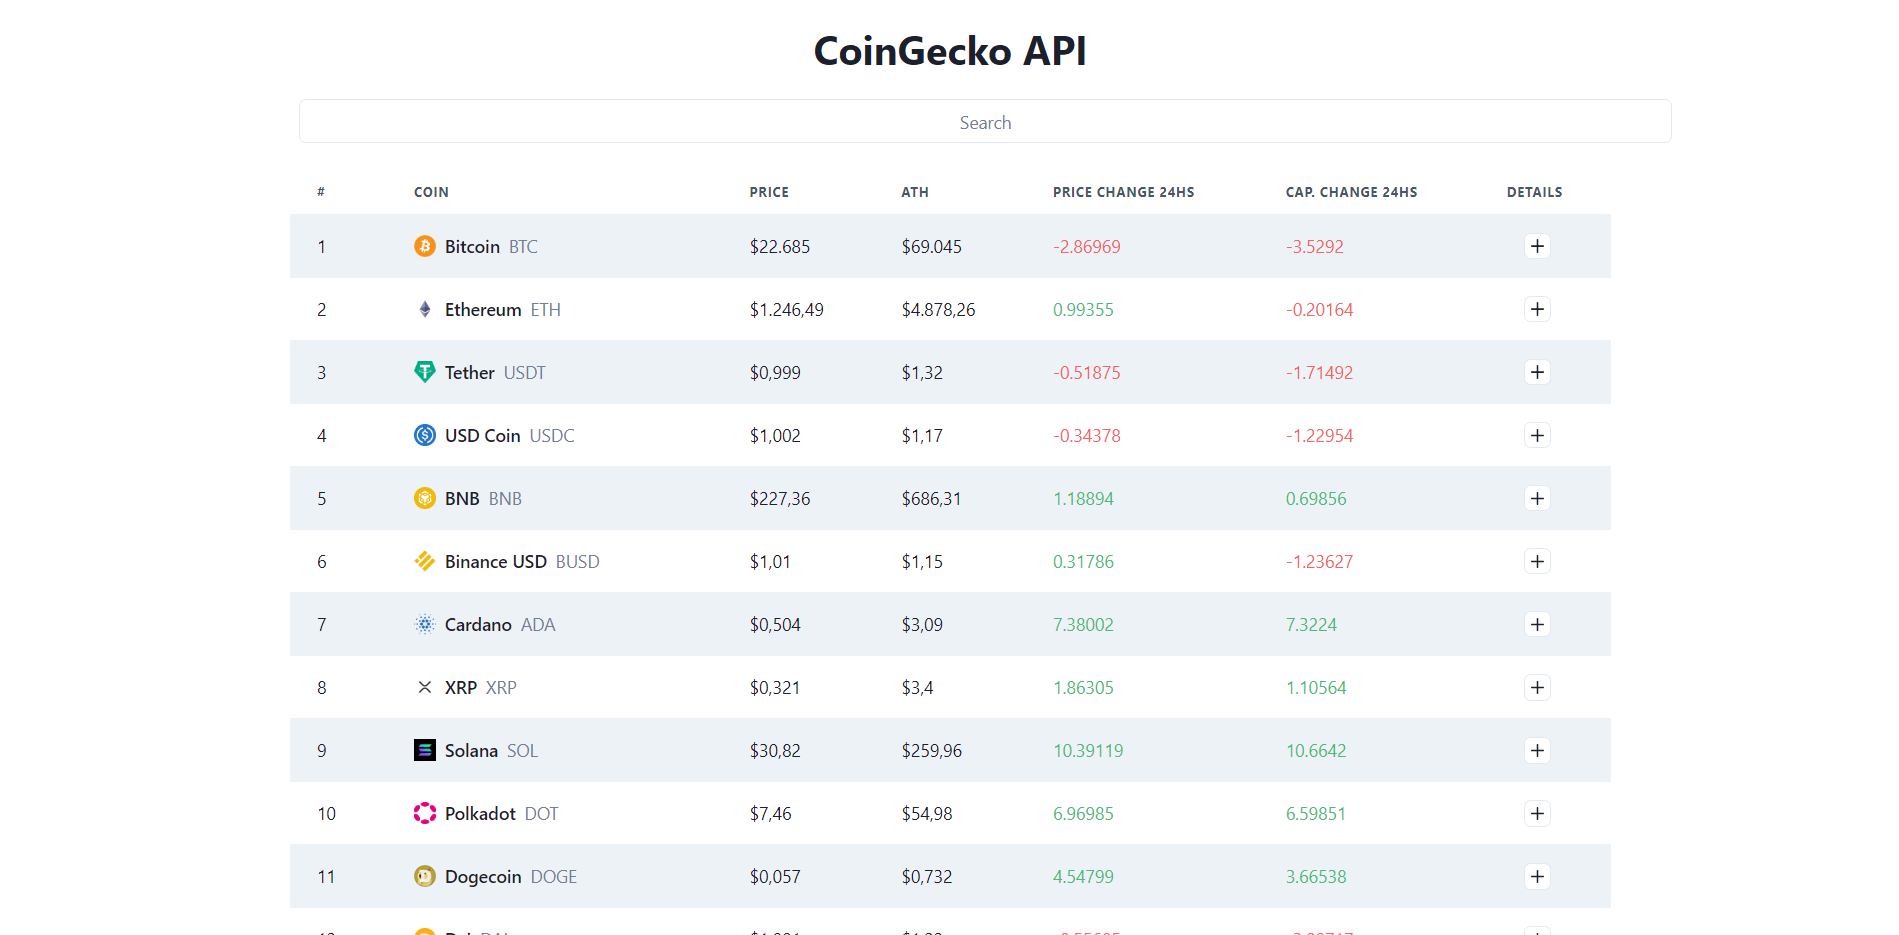 CoinGecko API
Search
# COIN PRICE ATH PRICE CHANGE 24HS CAP. CHANGE 24HS DETAILS
1 Bitcoin BTC $22.685 $69.045 -2.86969 -3.5292 +
2 Ethereum ETH $1.246,49 $4.878,26 0.99355 -0.20164 +
3 Tether USDT $0,999 $1,32 -0.51875 -1.71492 +
4 USD Coin USDC $1,002 $1,17 -0.34378 -1.22954 +
5 BNB BNB $227,36 $686,31 1.18894 0.69856 +
6 Binance USD BUSD $1,01 $1,15 0.31786 -1.23627 +
7 Cardano ADA $0,504 $3,09 7.38002 7.3224 +
8 XRP XRP $0,321 $3,4 1.86305 1.10564 +
9 Solana SOL $30,82 $259,96 10.39119 10.6642 +
10 Polkadot DOT $7,46 $54,98 6.96985 6.59851 +
11 Dogecoin DOGE $0,057 $0,732 4.54799 3.66538 +